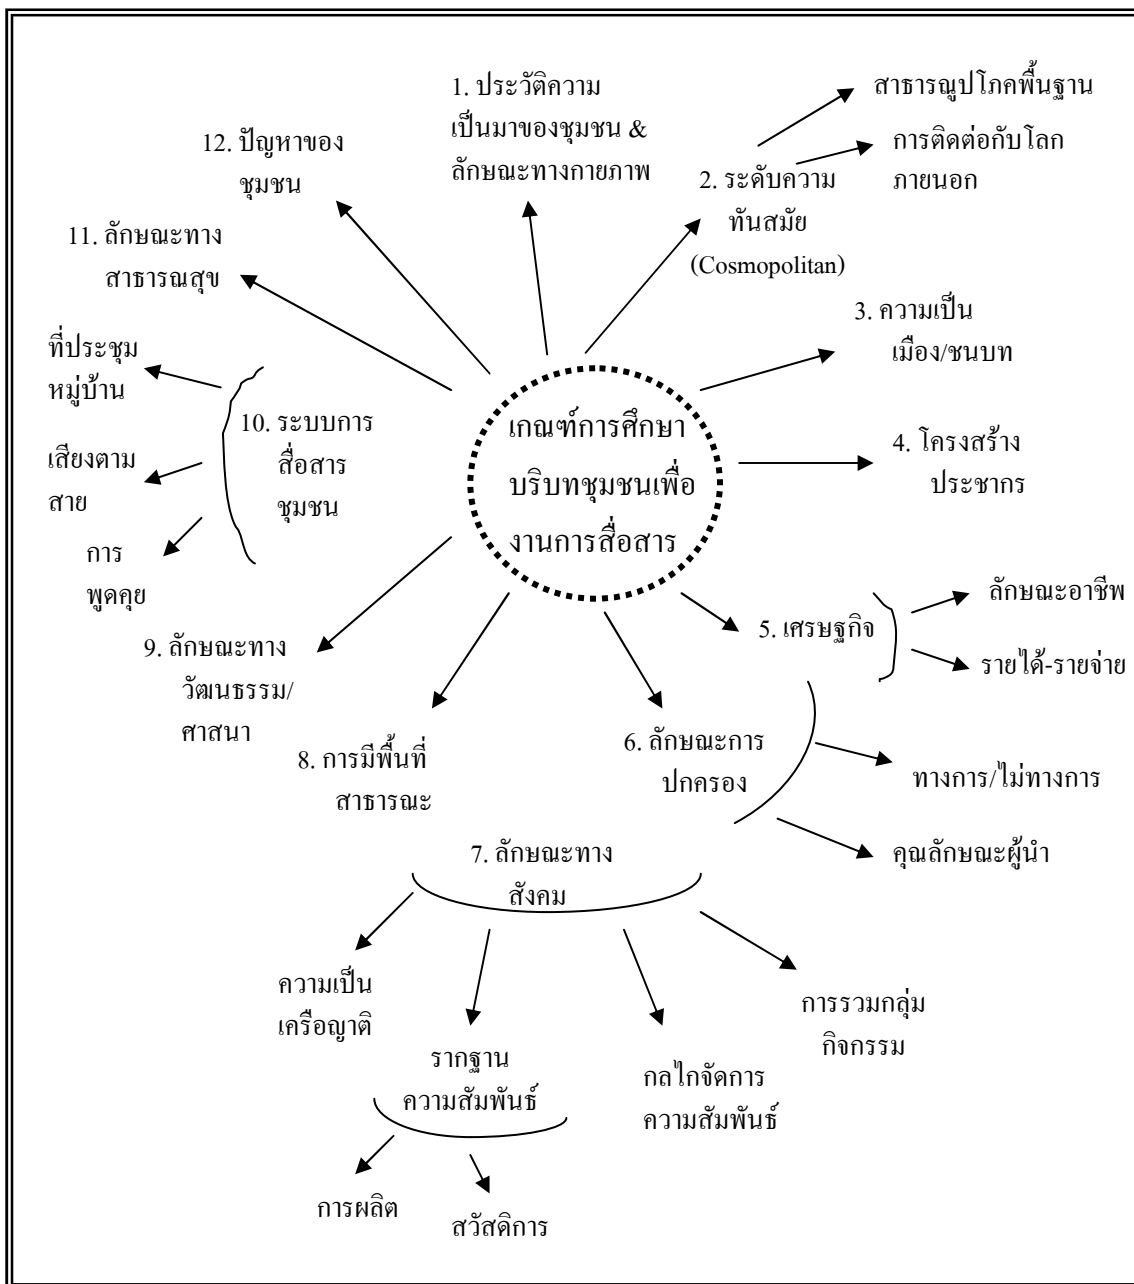 เกณฑ์การศึกษา
บริบทชุมชนเพื่อ
งานการสื่อสาร
1. ประวัติความ
เป็นมาของชุมชน &
ลักษณะทางกายภาพ
2. ระดับความ
ทันสมัย
(Cosmopolitan)
สาธารณูปโภคพื้นฐาน
การติดต่อกับโลก
ภายนอก
3. ความเป็น
เมือง/ชนบท
4. โครงสร้าง
ประชากร
5. เศรษฐกิจ
ลักษณะอาชีพ
รายได้-รายจ่าย
6. ลักษณะการ
ปกครอง
ทางการ/ไม่ทางการ
คุณลักษณะผู้นำ
7. ลักษณะทาง
สังคม
ความเป็น
เครือญาติ
รากฐาน
ความสัมพันธ์
การผลิต
สวัสดิการ
กลไกจัดการ
ความสัมพันธ์
การรวมกลุ่ม
กิจกรรม
8. การมีพื้นที่
สาธารณะ
9. ลักษณะทาง
วัฒนธรรม/
ศาสนา
10. ระบบการ
สื่อสาร
ชุมชน
ที่ประชุม
หมู่บ้าน
เสียงตาม
สาย
การ
พูดคุย
11. ลักษณะทาง
สาธารณสุข
12. ปัญหาของ
ชุมชน